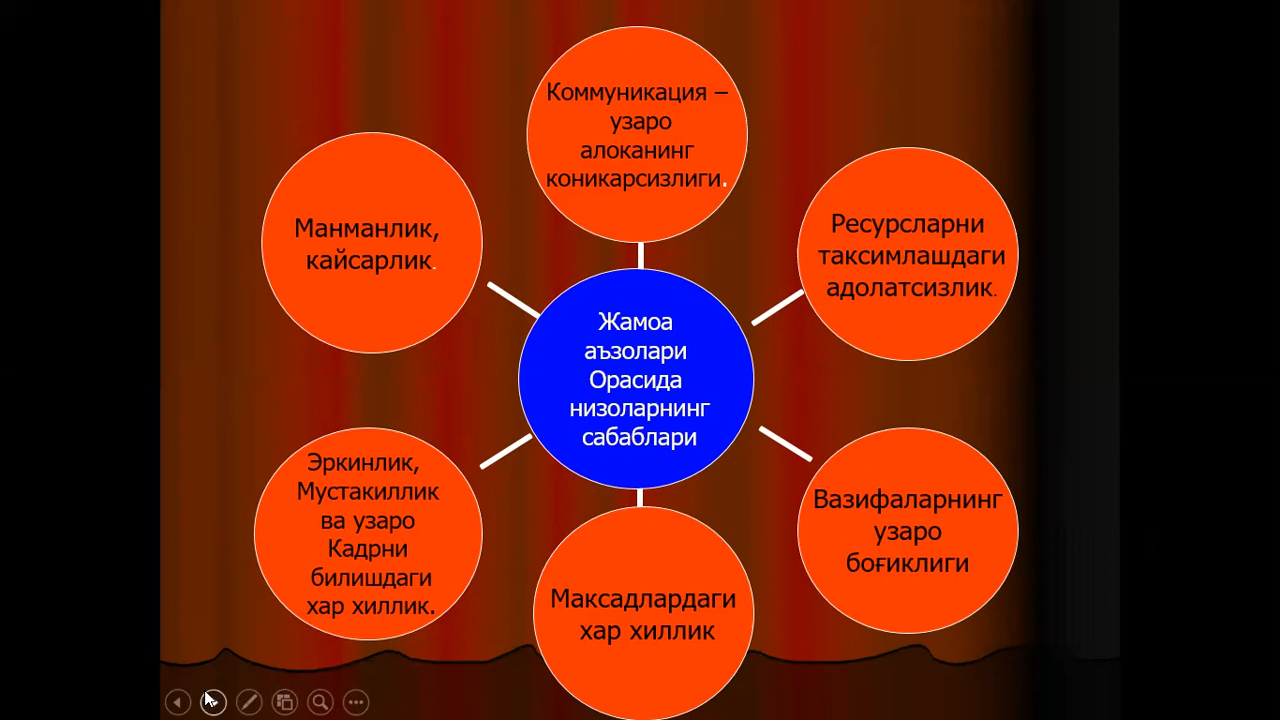 Коммуникация –
узаро
алоканинг
коникарсизлиги.
Манманлик,
кайсарлик.
Ресурсларни
таксимлашдаги
адолатсизлик.
Жамоа
аъзолари
Орасида
низоларнинг
сабаблари
Эркинлик,
Мустакиллик
ва узаро
Кадрни
билишдаги
хар хиллик.
Вазифаларнинг
узаро
боғиклиги
Максадлардаги
хар хиллик